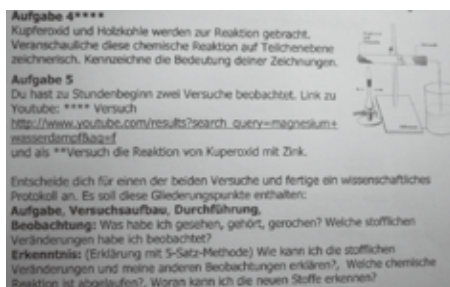 Aufgabe 4****
Kupferoxid und Holzkohle werden zur Reaktion gebracht.
Veranschauliche diese chemische Reaktion auf Teilchenebene
zeichnerisch. Kennzeichne die Bedeutung deiner Zeichnungen.
Aufgabe 5
Du hast zu Stundenbeginn zwei Versuche beobachtet. Link zu
Youtube: **** Versuch
http://www.youtube.com/results?search_query=magnesium+
wasserdampf&aq=f
und als **Versuch die Reaktion von Kuperoxid mit Zink.
Entscheide dich für einen der beiden Versuche und fertige ein wissenschaftliches
Protokoll an. Es soll diese Gliederungspunkte enthalten:
Aufgabe, Versuchsaufbau, Durchführung,
Beobachtung: Was habe ich gesehen, gehört, gerochen? Welche stofflichen
Veränderungen habe ich beobachtet?
Erkenntnis: (Erklärung mit 5-Satz-Methode) Wie kann ich die stofflichen
Veränderungen und meine anderen Beobachtungen erklären?, Welche chemische
Reaktion ist abgelaufen?, Woran kann ich die neuen Stoffe erkennen?